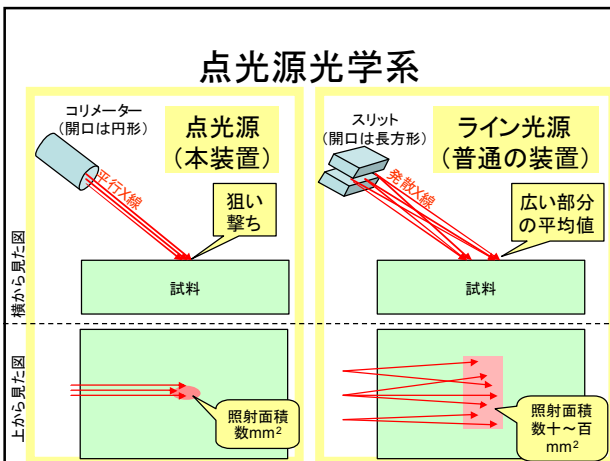 点光源光学系
コリメーター
(開口は円形)
点光源
(本装置)
平行X線
狙い
撃ち
試料
スリット
(開口は長方形)
ライン光源
(普通の装置)
発散X線
広い部分
の平均値
試料
横から見た図
上から見た図
照射面積
数mm²
照射面積
数十～百
mm²